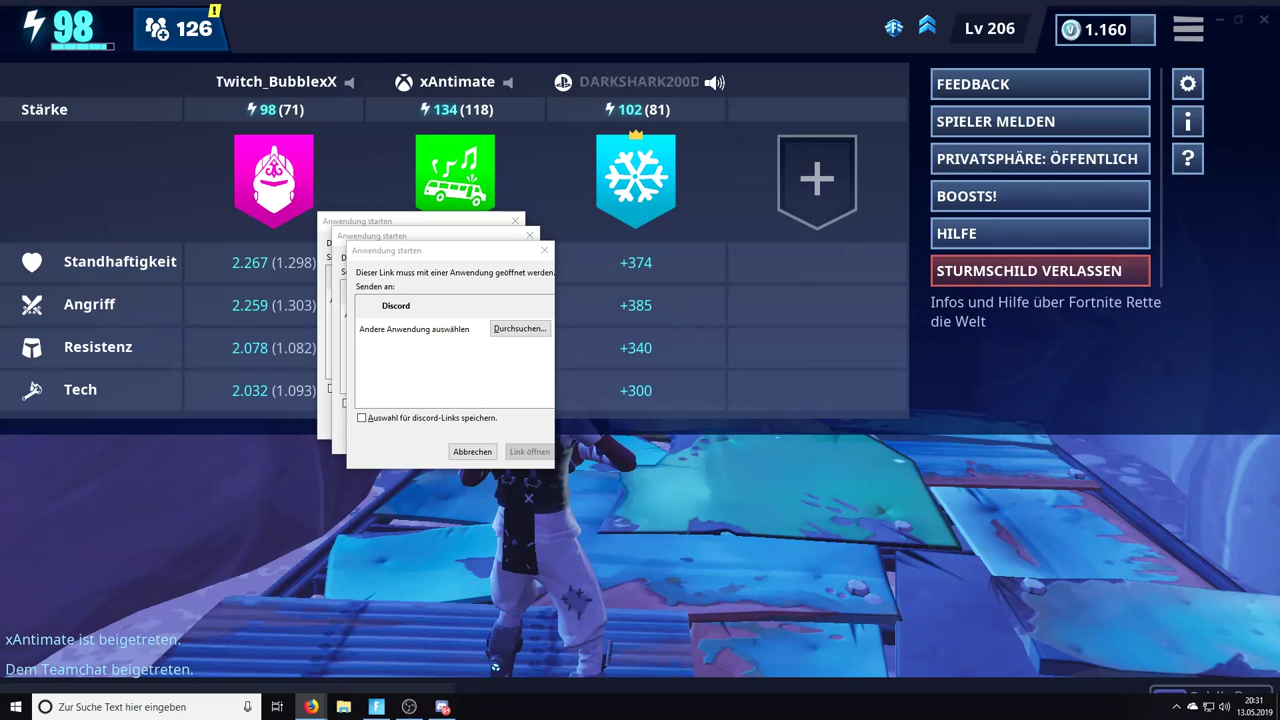 98
126
!
Lv 206
1.160
Twitch_BubblexX
xAntimate
DARKSHARK200D
Stärke
98 (71)
134 (118)
102 (81)
Anwendung starten
Anwendung starten
Anwendung starten
Dieser Link muss mit einer Anwendung geöffnet werden.
Senden an:
Discord
Andere Anwendung auswählen
Durchsuchen...
Auswahl für discord-Links speichern.
Abbrechen
Link öffnen
Standhaftigkeit
2.267 (1.298)
+374
Angriff
2.259 (1.303)
+385
Resistenz
2.078 (1.082)
+340
Tech
2.032 (1.093)
+300
FEEDBACK
SPIELER MELDEN
PRIVATSPHÄRE: ÖFFENTLICH
BOOSTS!
HILFE
STURMSCHILD VERLASSEN
Infos und Hilfe über Fortnite Rette
die Welt
i
?
xAntimate ist beigetreten.
Dem Teamchat beigetreten.
Zur Suche Text hier eingeben
20:31
13.05.2019